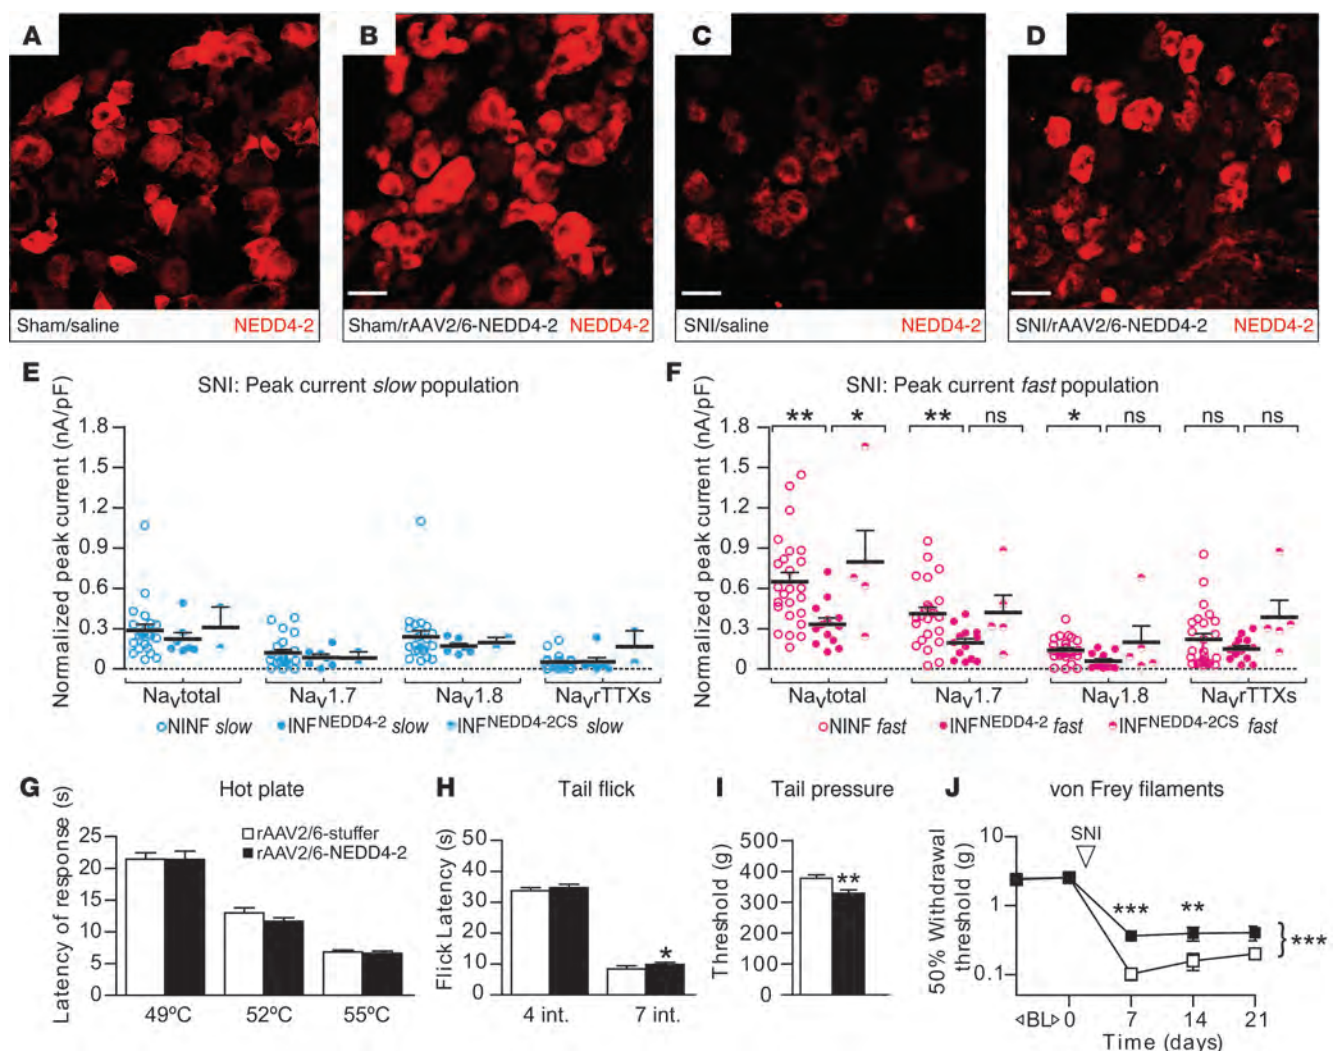 A
B
C
D
Sham/saline NEDD4-2
Sham/rAAV2/6-NEDD4-2 NEDD4-2
SNI/saline NEDD4-2
SNI/rAAV2/6-NEDD4-2 NEDD4-2
E
SNI: Peak current slow population
Normalized peak current (nA/pF)
1.8
1.5
1.2
0.9
0.6
0.3
0
NaVtotal NaV1.7 NaV1.8 NaVrTTXs
NINF slow INFNEDD4-2 slow INFNEDD4-2CS slow
F
SNI: Peak current fast population
Normalized peak current (nA/pF)
1.8
1.5
1.2
0.9
0.6
0.3
0
** * ** ns * ns ns ns
NaVtotal NaV1.7 NaV1.8 NaVrTTXs
NINF fast INFNEDD4-2 fast INFNEDD4-2CS fast
G
Hot plate
Latency of response (s)
25
20
15
10
5
0
rAAV2/6-stuffer
rAAV2/6-NEDD4-2
49ºC 52ºC 55ºC
H
Tail flick
Flick Latency (s)
50
40
30
20
10
0
*
4 int. 7 int.
I
Tail pressure
Threshold (g)
500
400
300
200
100
0
**
J
von Frey filaments
50% Withdrawal
threshold (g)
10
1
0.1
SNI
*** **
***
◁BL▷ 0 7 14 21
Time (days)